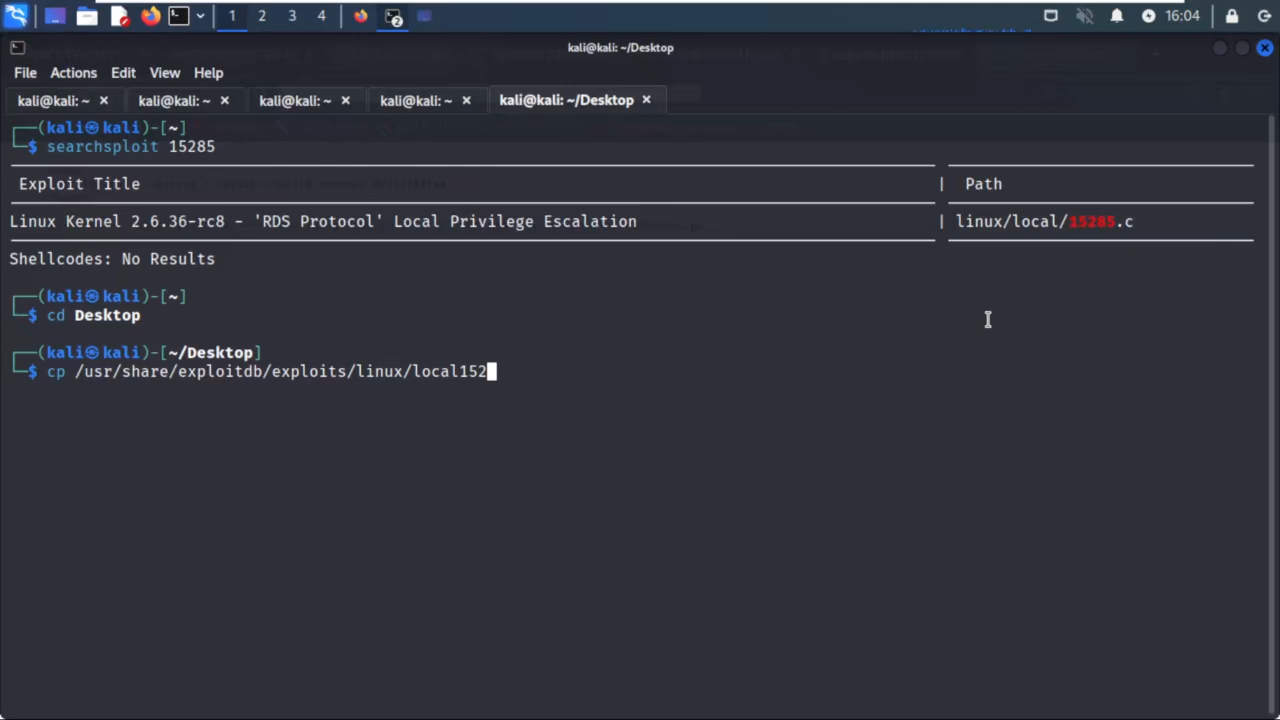 1 2 3 4 2 16:04
kali@kali: ~/Desktop
File Actions Edit View Help
kali@kali: ~ × kali@kali: ~ × kali@kali: ~ × kali@kali: ~ × kali@kali: ~/Desktop ×
┌──(kali㉿kali)-[~]
└─$ searchsploit 15285
Exploit Title | Path
Linux Kernel 2.6.36-rc8 - 'RDS Protocol' Local Privilege Escalation | linux/local/15285.c
Shellcodes: No Results
┌──(kali㉿kali)-[~]
└─$ cd Desktop
┌──(kali㉿kali)-[~/Desktop]
└─$ cp /usr/share/exploitdb/exploits/linux/local152